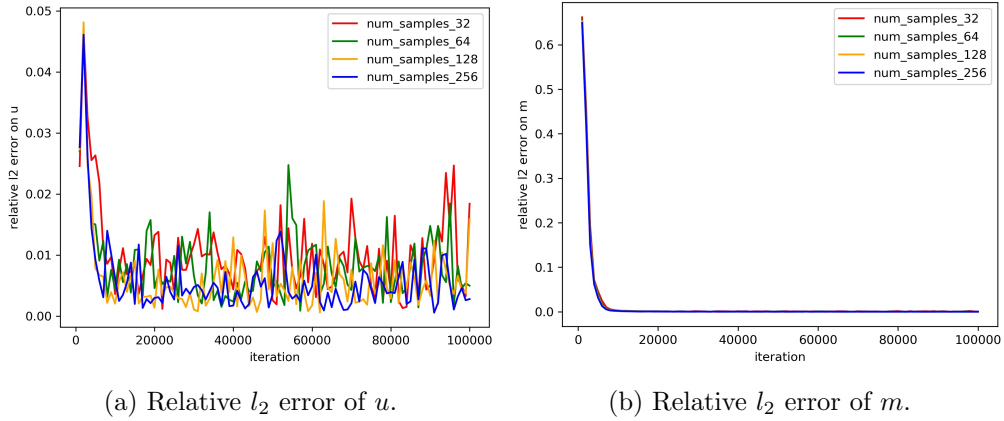 0.05
0.04
0.03
0.02
0.01
0.00
relative l2 error on u
num_samples_32
num_samples_64
num_samples_128
num_samples_256
0 20000 40000 60000 80000 100000
iteration
(a) Relative $l_2$ error of $u$.
0.6
0.5
0.4
0.3
0.2
0.1
0.0
relative l2 error on m
num_samples_32
num_samples_64
num_samples_128
num_samples_256
0 20000 40000 60000 80000 100000
iteration
(b) Relative $l_2$ error of $m$.